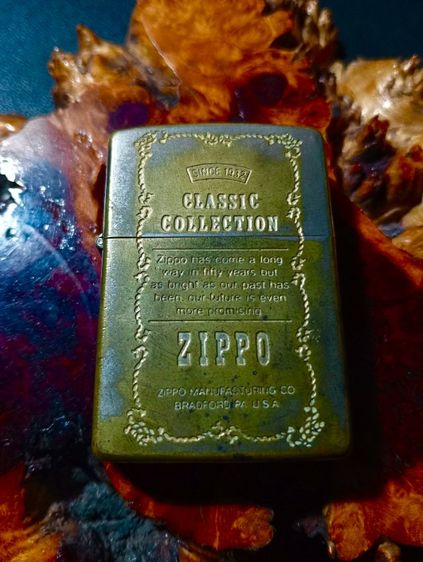 SINCE 1932
CLASSIC
COLLECTION
Zippo has come a long
way in fifty years but
as bright as our past has
been, our future is even
more promising.
ZIPPO
ZIPPO MANUFACTURING CO.
BRADFORD, PA. U.S.A.